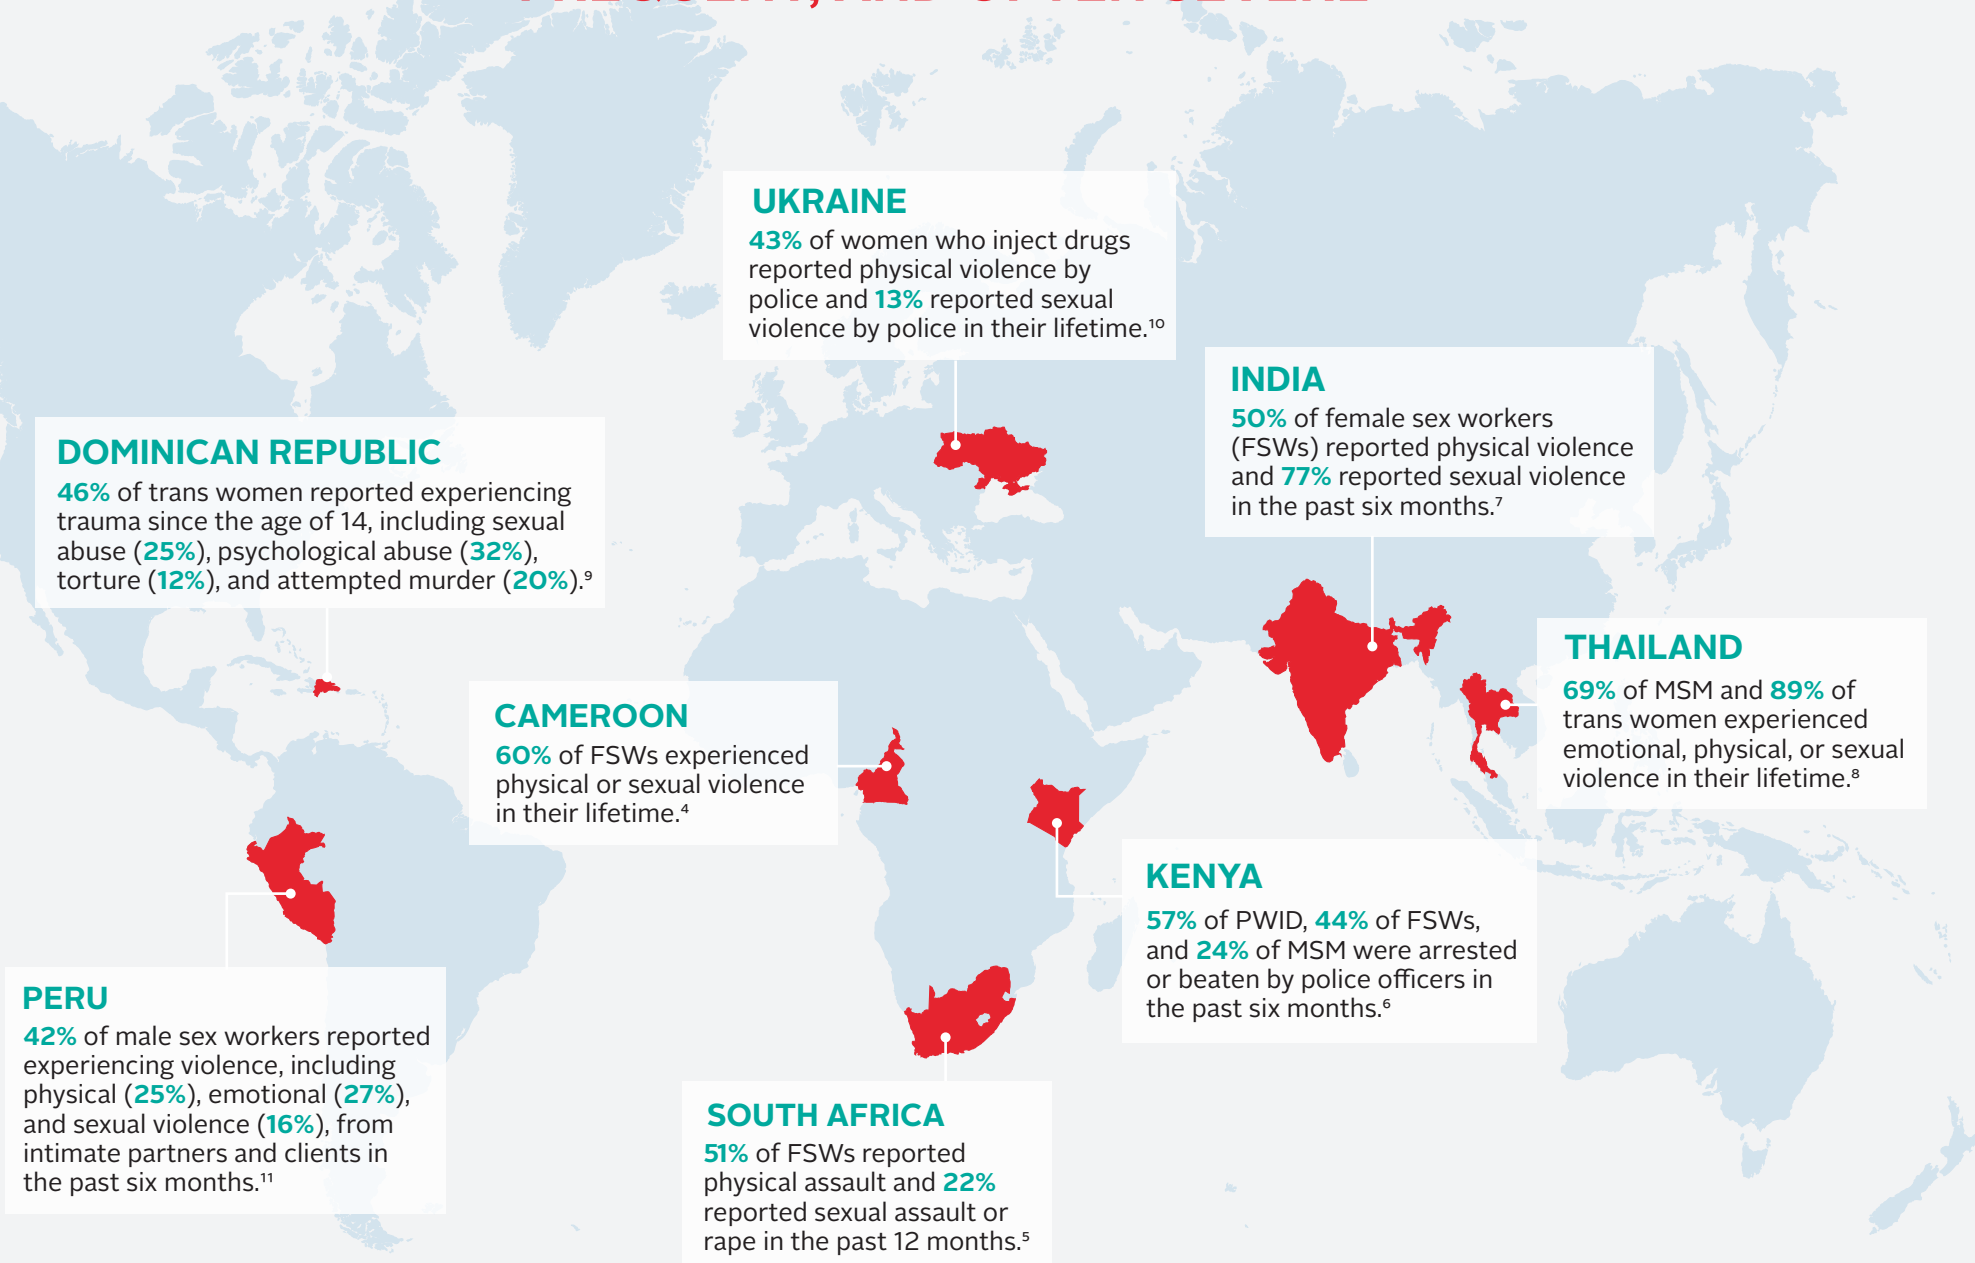 UKRAINE
43% of women who inject drugs
reported physical violence by
police and 13% reported sexual
violence by police in their lifetime.¹⁰
INDIA
50% of female sex workers
(FSWs) reported physical violence
and 77% reported sexual violence
in the past six months.⁷
DOMINICAN REPUBLIC
46% of trans women reported experiencing
trauma since the age of 14, including sexual
abuse (25%), psychological abuse (32%),
torture (12%), and attempted murder (20%).⁹
THAILAND
69% of MSM and 89% of
trans women experienced
emotional, physical, or sexual
violence in their lifetime.⁸
CAMEROON
60% of FSWs experienced
physical or sexual violence
in their lifetime.⁴
KENYA
57% of PWID, 44% of FSWs,
and 24% of MSM were arrested
or beaten by police officers in
the past six months.⁶
PERU
42% of male sex workers reported
experiencing violence, including
physical (25%), emotional (27%),
and sexual violence (16%), from
intimate partners and clients in
the past six months.¹¹
SOUTH AFRICA
51% of FSWs reported
physical assault and 22%
reported sexual assault or
rape in the past 12 months.⁵